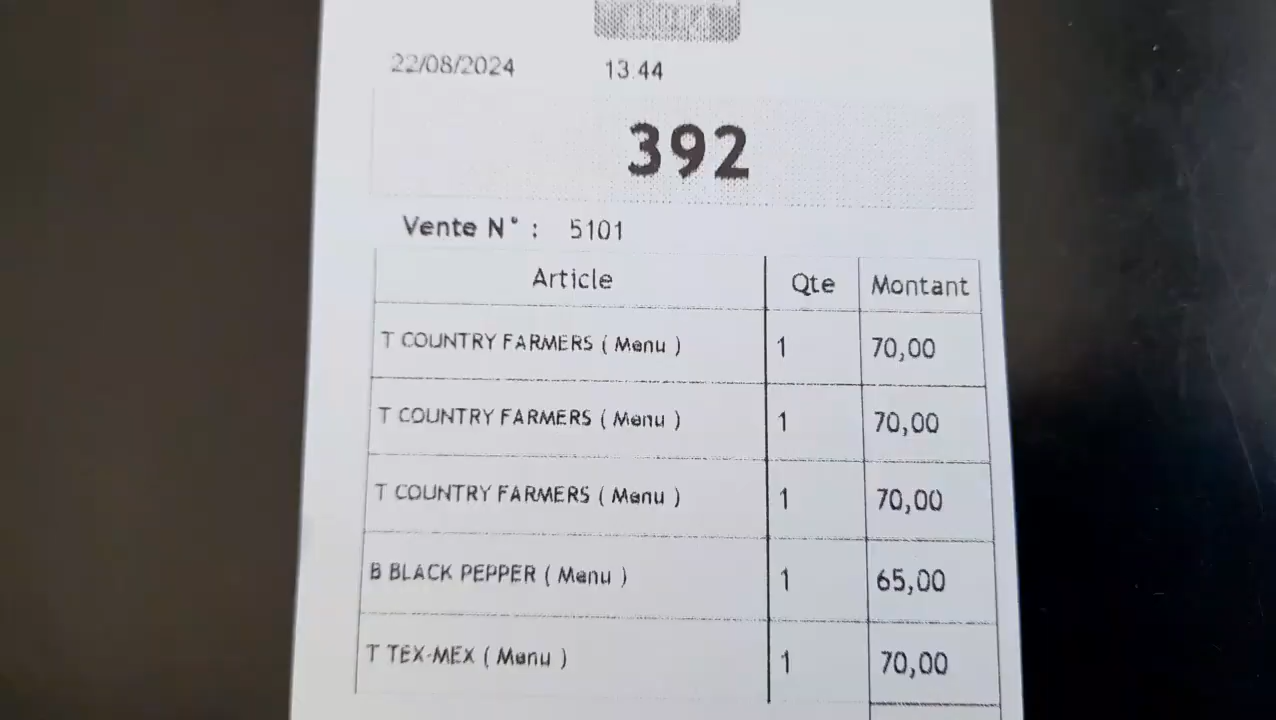 22/08/2024 13.44
392
Vente N° : 5101
Article Qte Montant
T COUNTRY FARMERS ( Menu ) 1 70,00
T COUNTRY FARMERS ( Menu ) 1 70,00
T COUNTRY FARMERS ( Menu ) 1 70,00
B BLACK PEPPER ( Menu ) 1 65,00
T TEX-MEX ( Menu ) 1 70,00